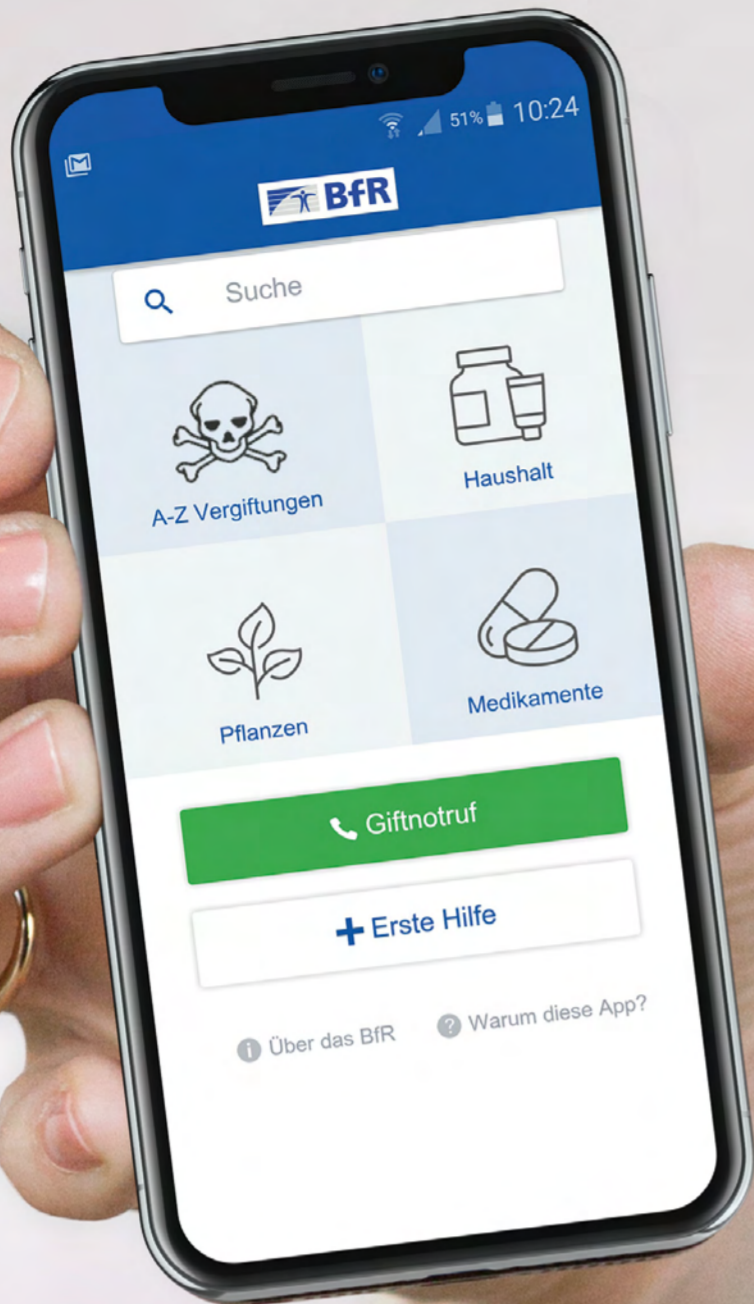 51% 10:24
BfR
Suche
A-Z Vergiftungen
Haushalt
Pflanzen
Medikamente
Giftnotruf
Erste Hilfe
Über das BfR
Warum diese App?